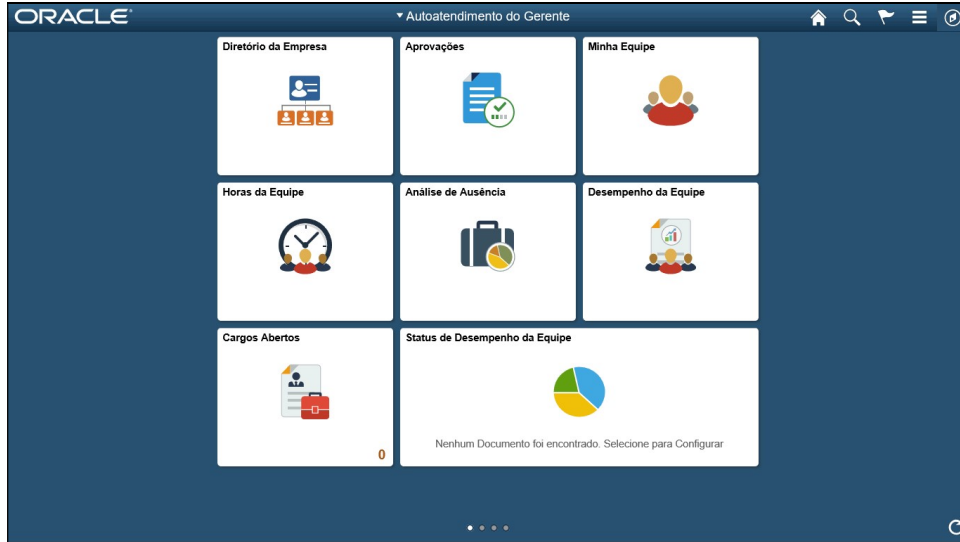 ORACLE
Autoatendimento do Gerente
Diretório da Empresa
Aprovações
Minha Equipe
Horas da Equipe
Análise de Ausência
Desempenho da Equipe
Cargos Abertos
0
Status de Desempenho da Equipe
Nenhum Documento foi encontrado. Selecione para Configurar